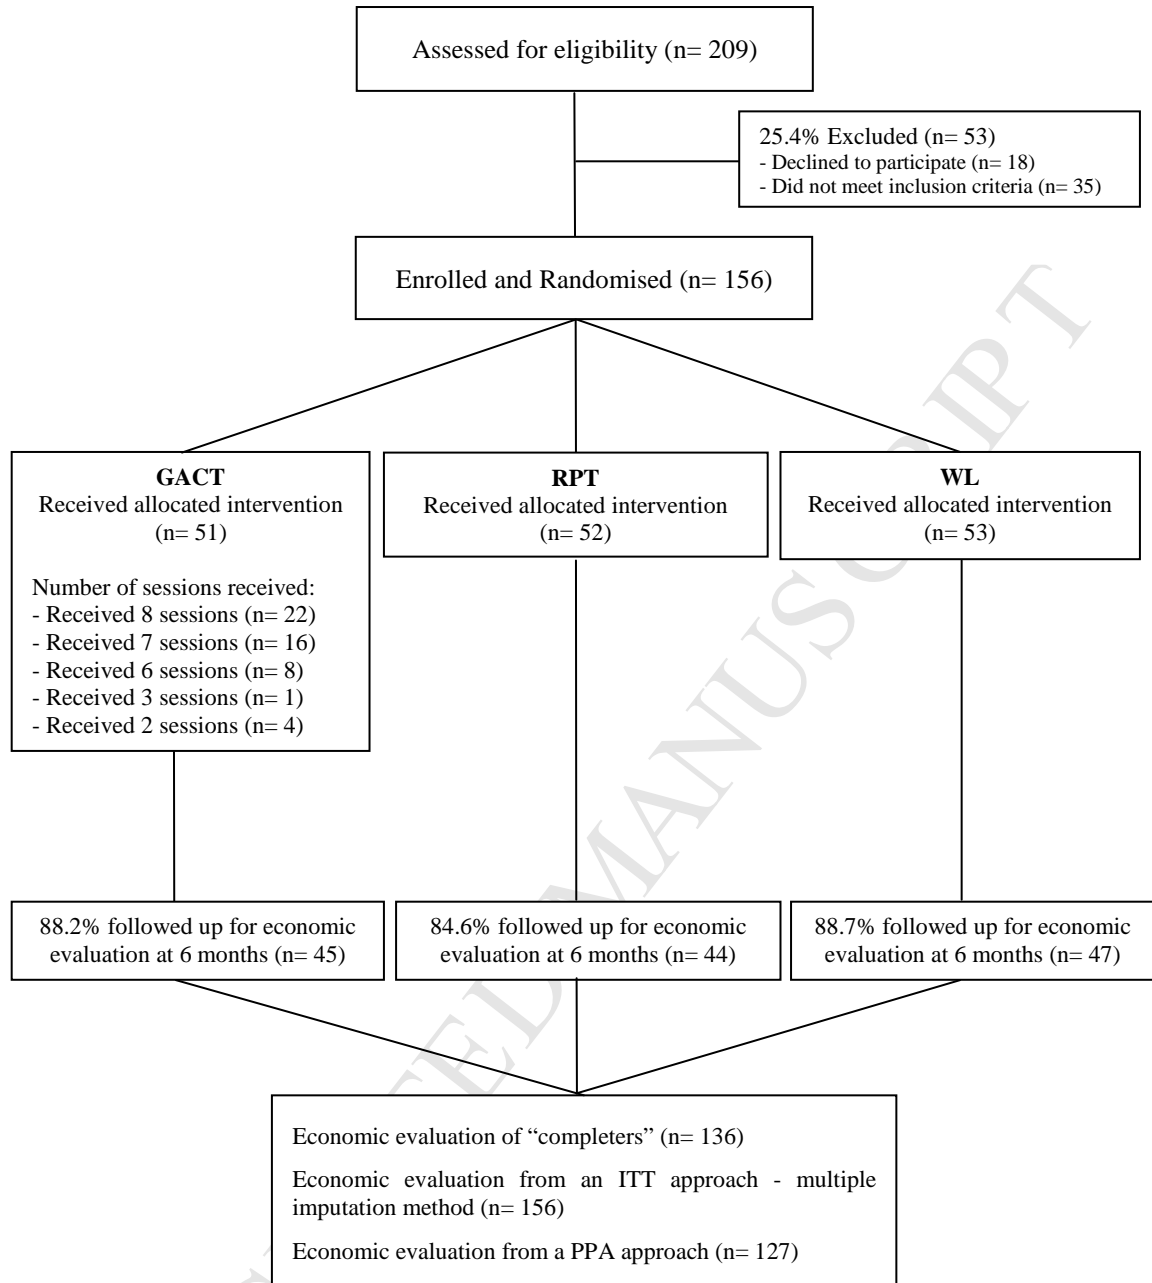 Assessed for eligibility (n= 209)
25.4% Excluded (n= 53)
- Declined to participate (n= 18)
- Did not meet inclusion criteria (n= 35)
Enrolled and Randomised (n= 156)
GACT
Received allocated intervention
(n= 51)
Number of sessions received:
- Received 8 sessions (n= 22)
- Received 7 sessions (n= 16)
- Received 6 sessions (n= 8)
- Received 3 sessions (n= 1)
- Received 2 sessions (n= 4)
RPT
Received allocated intervention
(n= 52)
WL
Received allocated intervention
(n= 53)
88.2% followed up for economic
evaluation at 6 months (n= 45)
84.6% followed up for economic
evaluation at 6 months (n= 44)
88.7% followed up for economic
evaluation at 6 months (n= 47)
Economic evaluation of “completers” (n= 136)
Economic evaluation from an ITT approach - multiple
imputation method (n= 156)
Economic evaluation from a PPA approach (n= 127)
TED MANUSCRIPT